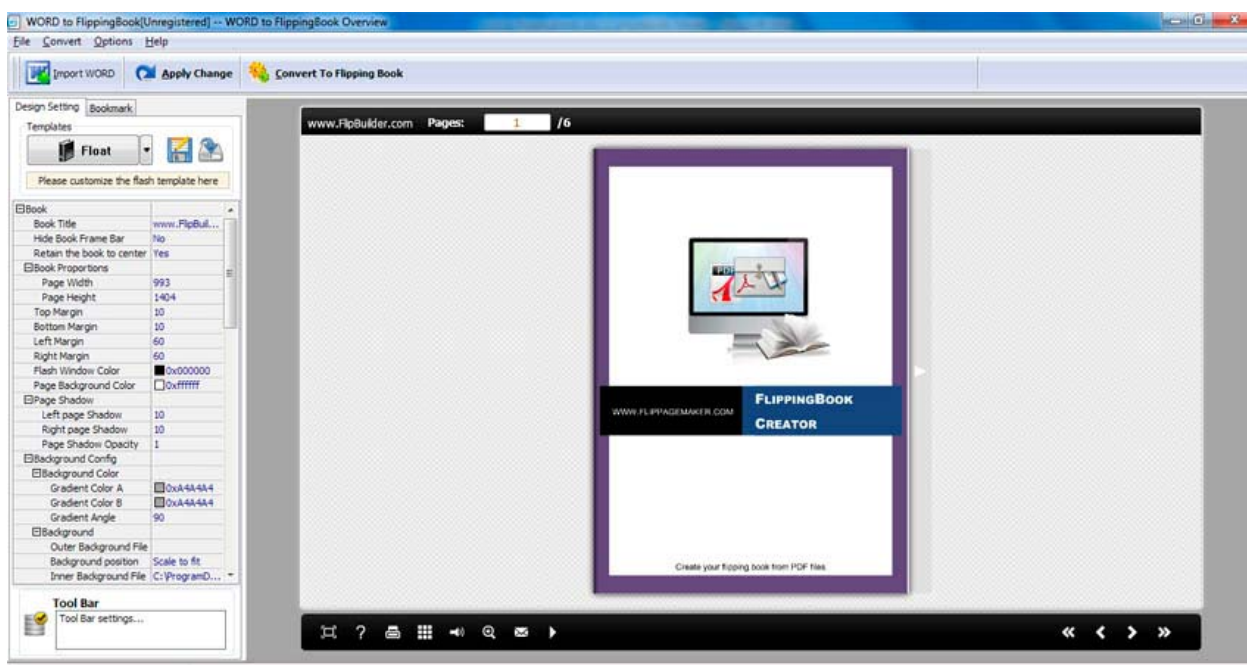 WORD to FlippingBook[Unregistered] -- WORD to FlippingBook Overview
File Convert Options Help
Import WORD Apply Change Convert To Flipping Book
Design Setting Bookmark
Templates
Float
Please customize the flash template here
Book
Book Title www.FlipBuil...
Hide Book Frame Bar No
Retain the book to center Yes
Book Proportions
Page Width 993
Page Height 1404
Top Margin 10
Bottom Margin 10
Left Margin 60
Right Margin 60
Flash Window Color 0x000000
Page Background Color 0xffffff
Page Shadow
Left page Shadow 10
Right page Shadow 10
Page Shadow Opacity 1
Background Config
Background Color
Gradient Color A 0xA4A4A4
Gradient Color B 0xA4A4A4
Gradient Angle 90
Background
Outer Background File
Background position Scale to fit
Inner Background File C:\ProgramD...
Tool Bar
Tool Bar settings...
www.FlipBuilder.com Pages: 1 /6
PDF
WWW.FLIPPAGEMAKER.COM
FLIPPINGBOOK
CREATOR
Create your flipping book from PDF files